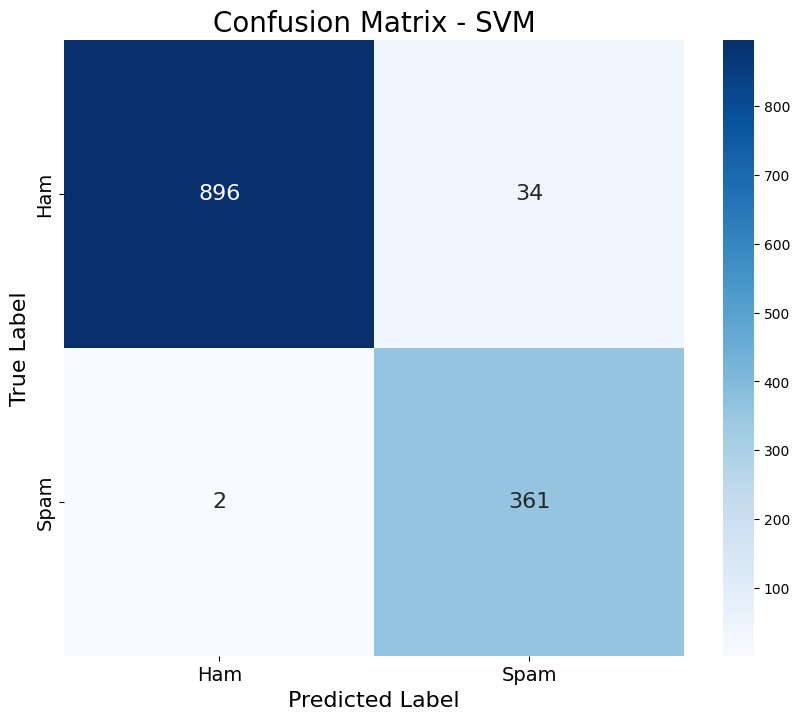 Confusion Matrix - SVM
True Label
Ham
Spam
896
34
2
361
Ham
Spam
Predicted Label
800
700
600
500
400
300
200
100